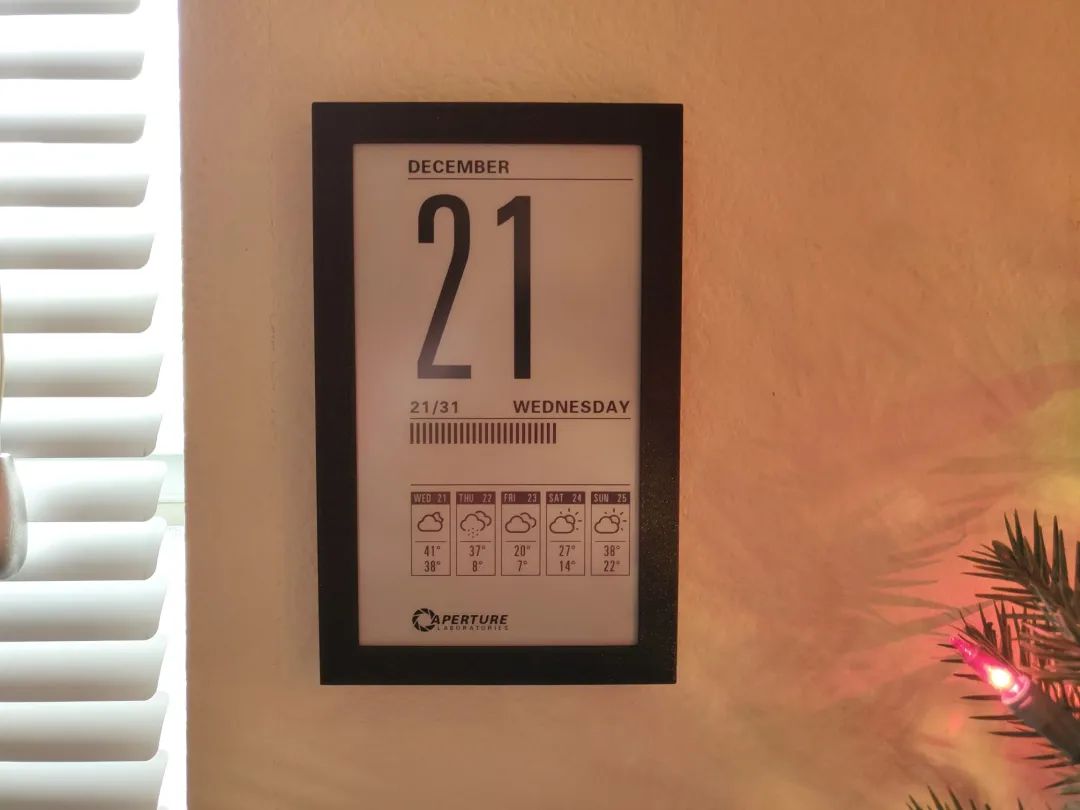 DECEMBER
21
21/31 WEDNESDAY
WED 21 THU 22 FRI 23 SAT 24 SUN 25
41° 37° 20° 27° 38°
38° 8° 7° 14° 22°
APERTURE
LABORATORIES